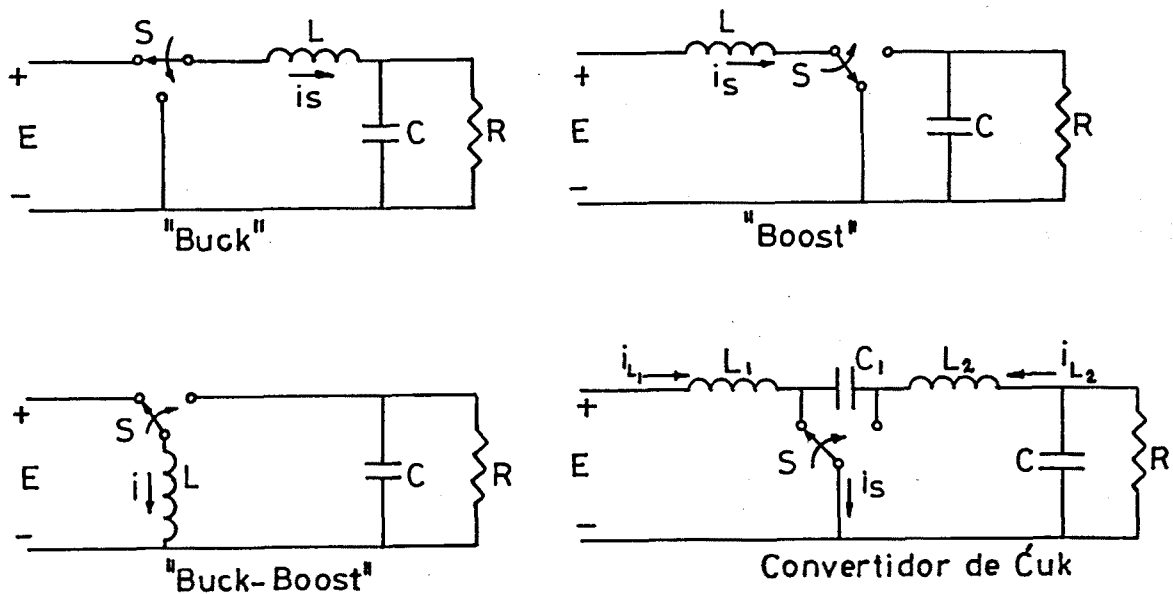 S
L
+
is
E
C
R
-
"Buck"
L
+
is
S
E
C
R
-
"Boost"
+
S
E
i
L
C
R
-
"Buck-Boost"
iL1
L1
C1
L2
iL2
+
S
E
is
C
R
-
Convertidor de Ćuk